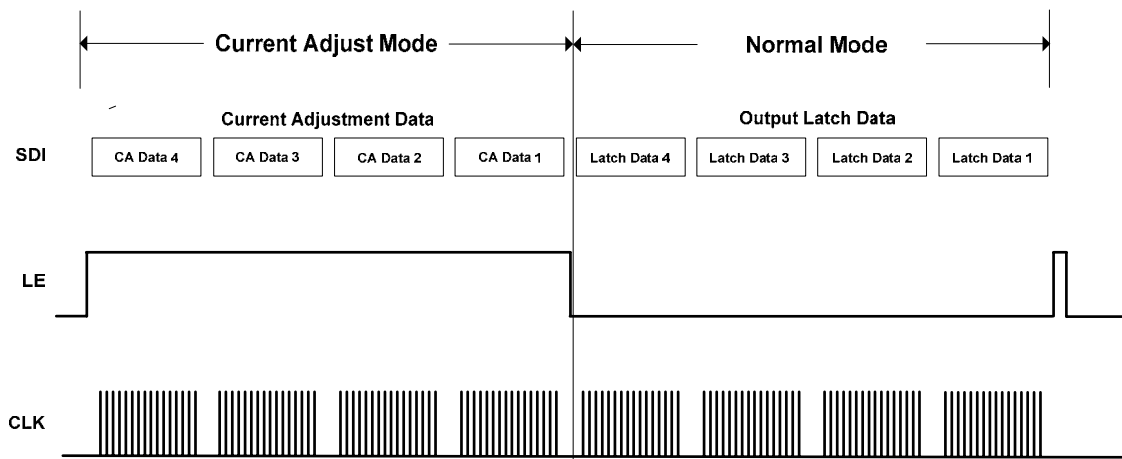 Current Adjust Mode
Normal Mode
Current Adjustment Data
Output Latch Data
SDI
CA Data 4
CA Data 3
CA Data 2
CA Data 1
Latch Data 4
Latch Data 3
Latch Data 2
Latch Data 1
LE
CLK